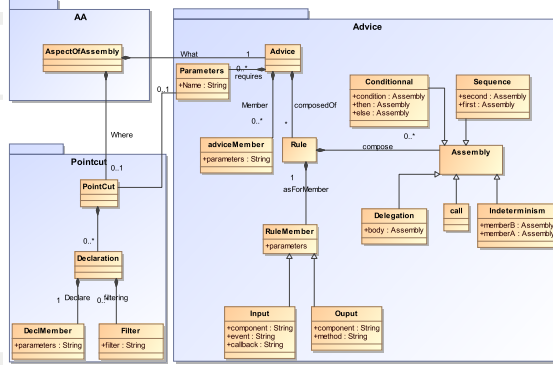 AA
Advice
AspectOfAssembly
What
1
Advice
Parameters
+Name : String
0..*
requires
0..1
Member
0..*
composedOf
*
Where
0..1
Conditionnal
+condition : Assembly
+then : Assembly
+else : Assembly
Sequence
+second : Assembly
+first : Assembly
adviceMember
+parameters : String
Rule
compose
0..*
Assembly
1
asForMember
Pointcut
PointCut
0..*
Declaration
1
Declare
0..
filtering
DeclMember
+parameters : String
Filter
+filter : String
RuleMember
+parameters
Delegation
+body : Assembly
call
Indeterminism
+memberB : Assembly
+memberA : Assembly
Input
+component : String
+event : String
+callback : String
Ouput
+component : String
+method : String